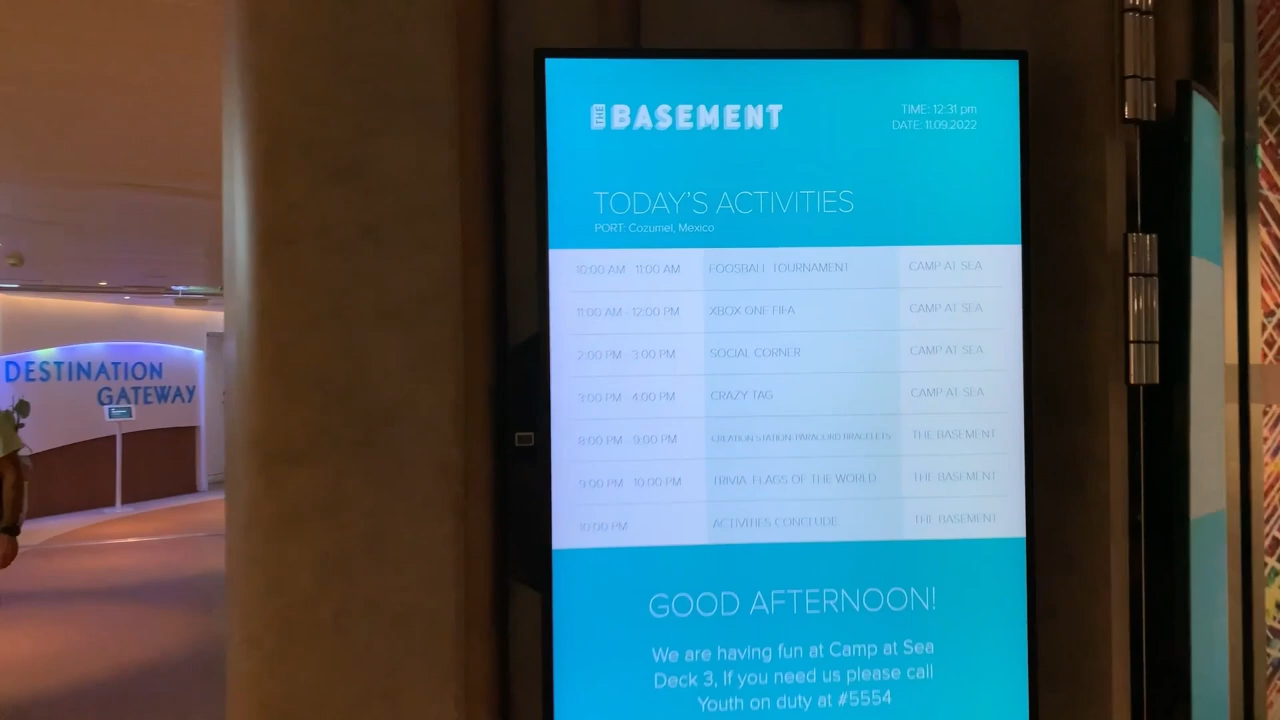 DESTINATION
GATEWAY
THE BASEMENT
TIME: 12:31 pm
DATE: 11.09.2022
TODAY'S ACTIVITIES
PORT: Cozumel, Mexico
10:00 AM - 11:00 AM FOOSBALL TOURNAMENT CAMP AT SEA
11:00 AM - 12:00 PM XBOX ONE FIFA CAMP AT SEA
2:00 PM - 3:00 PM SOCIAL CORNER CAMP AT SEA
3:00 PM - 4:00 PM CRAZY TAG CAMP AT SEA
8:00 PM - 9:00 PM CREATION STATION: PARACORD BRACELETS THE BASEMENT
9:00 PM - 10:00 PM TRIVIA: FLAGS OF THE WORLD THE BASEMENT
10:00 PM ACTIVITIES CONCLUDE THE BASEMENT
GOOD AFTERNOON!
We are having fun at Camp at Sea
Deck 3, If you need us please call
Youth on duty at #5554